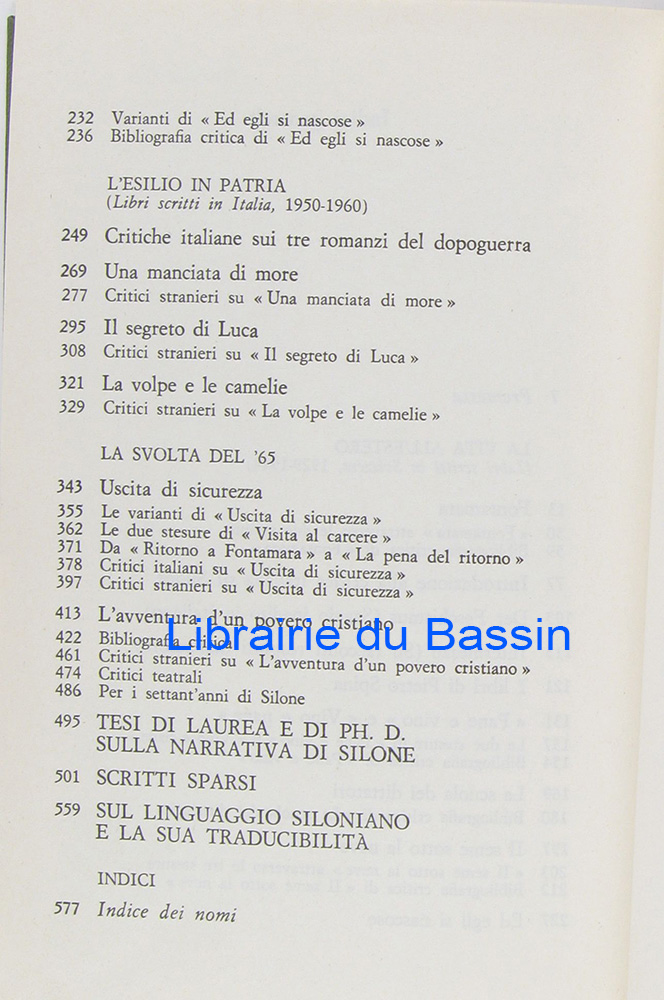 232 Varianti di « Ed egli si nascose »
236 Bibliografia critica di « Ed egli si nascose »
L'ESILIO IN PATRIA
(Libri scritti in Italia, 1950-1960)
249 Critiche italiane sui tre romanzi del dopoguerra
269 Una manciata di more
277 Critici stranieri su « Una manciata di more »
295 Il segreto di Luca
308 Critici stranieri su « Il segreto di Luca »
321 La volpe e le camelie
329 Critici stranieri su « La volpe e le camelie »
LA SVOLTA DEL '65
343 Uscita di sicurezza
355 Le varianti di « Uscita di sicurezza »
362 Le due stesure di « Visita al carcere »
371 Da « Ritorno a Fontamara » a « La pena del ritorno »
378 Critici italiani su « Uscita di sicurezza »
397 Critici stranieri su « Uscita di sicurezza »
413 L'avventura d'un povero cristiano
Librairie du Bassin
422 Bibliografia critica
461 Critici stranieri su « L'avventura d'un povero cristiano »
474 Critici teatrali
486 Per i settant'anni di Silone
495 TESI DI LAUREA E DI PH. D.
SULLA NARRATIVA DI SILONE
501 SCRITTI SPARSI
559 SUL LINGUAGGIO SILONIANO
E LA SUA TRADUCIBILITÀ
INDICI
577 Indice dei nomi